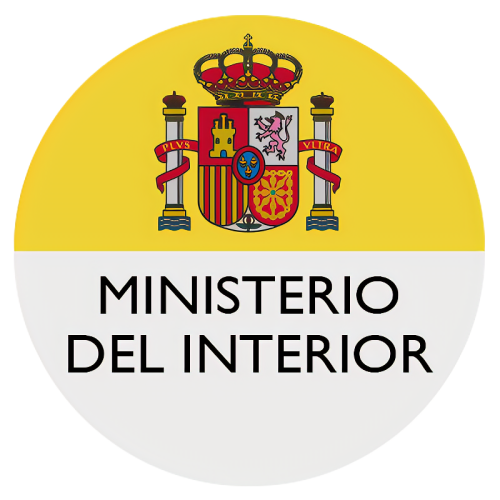 PLVS VLTRA
MINISTERIO
DEL INTERIOR